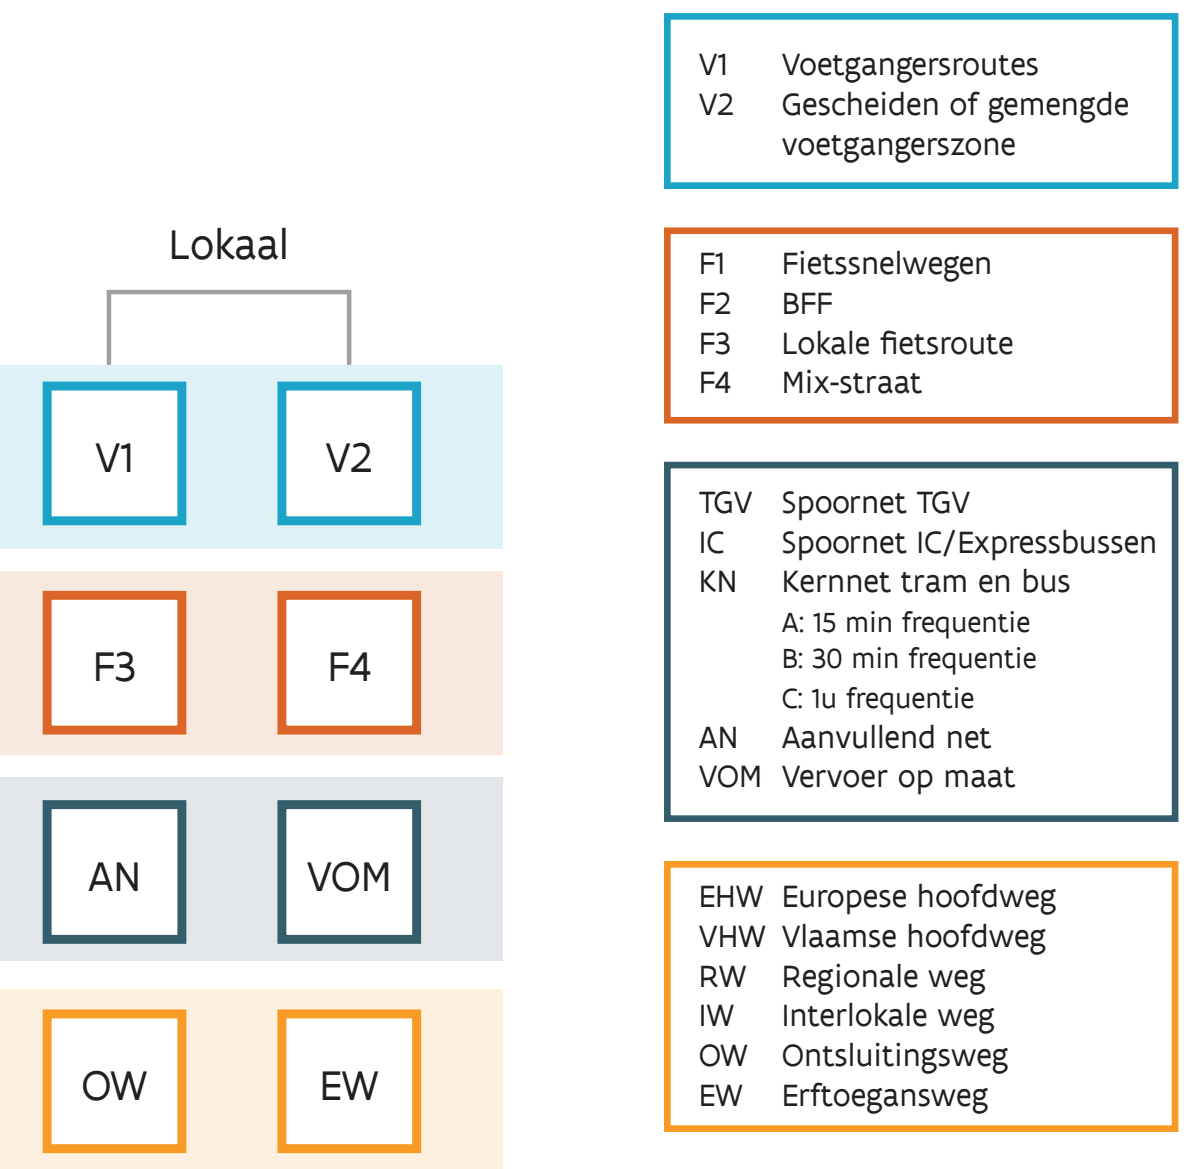 Lokaal
V1 V2
F3 F4
AN VOM
OW EW
V1 Voetgangersroutes
V2 Gescheiden of gemengde
voetgangerszone
F1 Fietssnelwegen
F2 BFF
F3 Lokale fietsroute
F4 Mix-straat
TGV Spoornet TGV
IC Spoornet IC/Expressbussen
KN Kernnet tram en bus
A: 15 min frequentie
B: 30 min frequentie
C: 1u frequentie
AN Aanvullend net
VOM Vervoer op maat
EHW Europese hoofdweg
VHW Vlaamse hoofdweg
RW Regionale weg
IW Interlokale weg
OW Ontsluitingsweg
EW Erftoegansweg